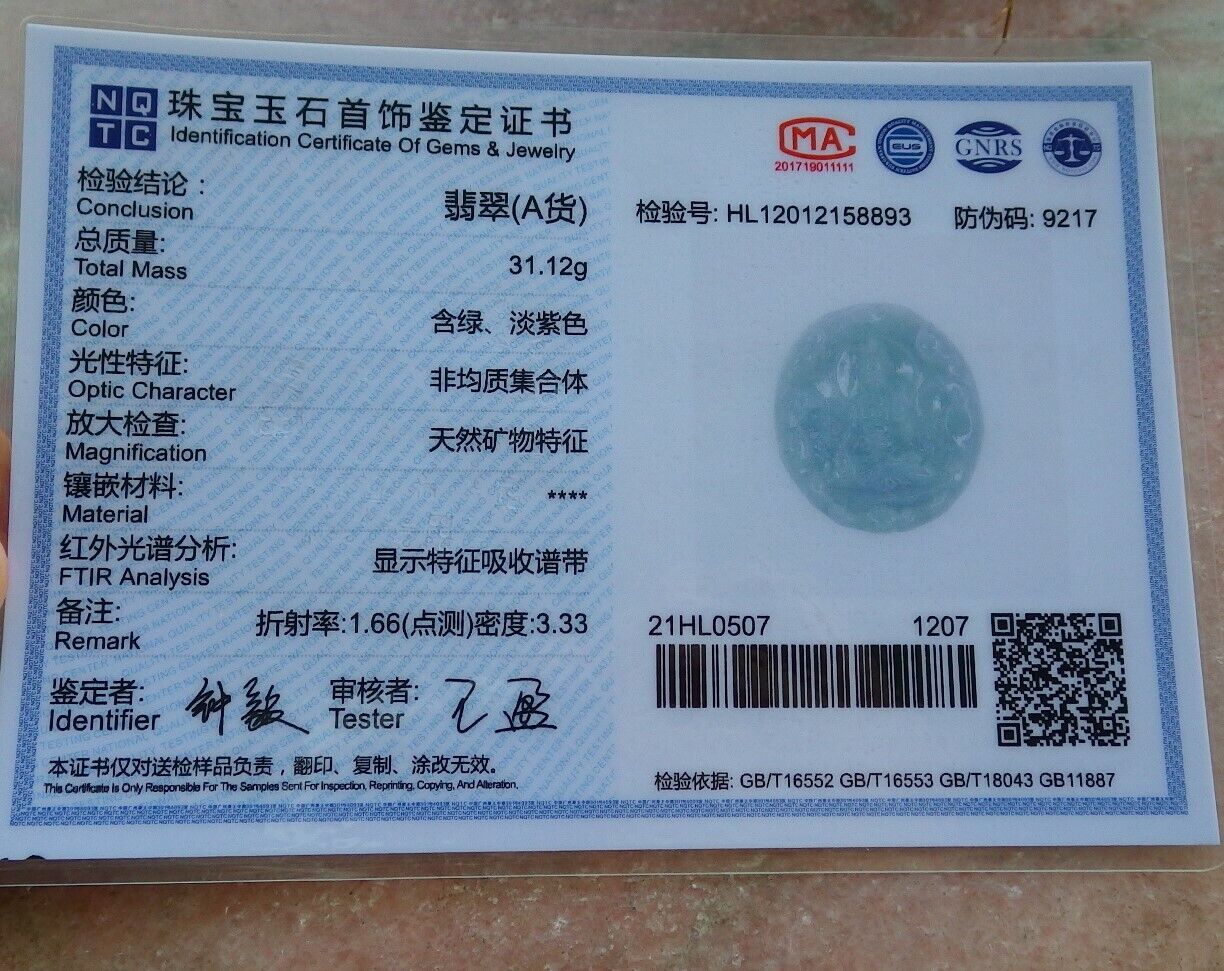 NQTC 珠宝玉石首饰鉴定证书
Identification Certificate Of Gems & Jewelry
检验结论：
Conclusion
翡翠(A货)
总质量:
Total Mass
31.12g
颜色:
Color
含绿、淡紫色
光性特征:
Optic Character
非均质集合体
放大检查:
Magnification
天然矿物特征
镶嵌材料:
Material
****
红外光谱分析:
FTIR Analysis
显示特征吸收谱带
备注:
Remark
折射率:1.66(点测)密度:3.33
鉴定者:
Identifier
审核者:
Tester
本证书仅对送检样品负责，翻印、复制、涂改无效。
This Certificate Is Only Responsible For The Samples Sent For Inspection, Reprinting, Copying, And Alteration.
MA
201719011111
EUS
GNRS
检验号: HL12012158893 防伪码: 9217
21HL0507 1207
检验依据: GB/T16552 GB/T16553 GB/T18043 GB11887